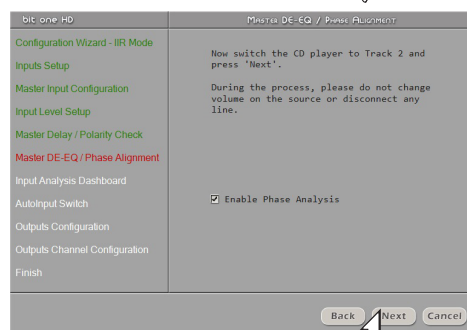 bit one HD
Master DE-EQ / Phase Alignment
Configuration Wizard - IIR Mode
Inputs Setup
Master Input Configuration
Input Level Setup
Master Delay / Polarity Check
Master DE-EQ / Phase Alignment
Input Analysis Dashboard
AutoInput Switch
Outputs Configuration
Outputs Channel Configuration
Finish
Now switch the CD player to Track 2 and
press 'Next'.
During the process, please do not change
volume on the source or disconnect any
line.
Enable Phase Analysis
Back
Next
Cancel